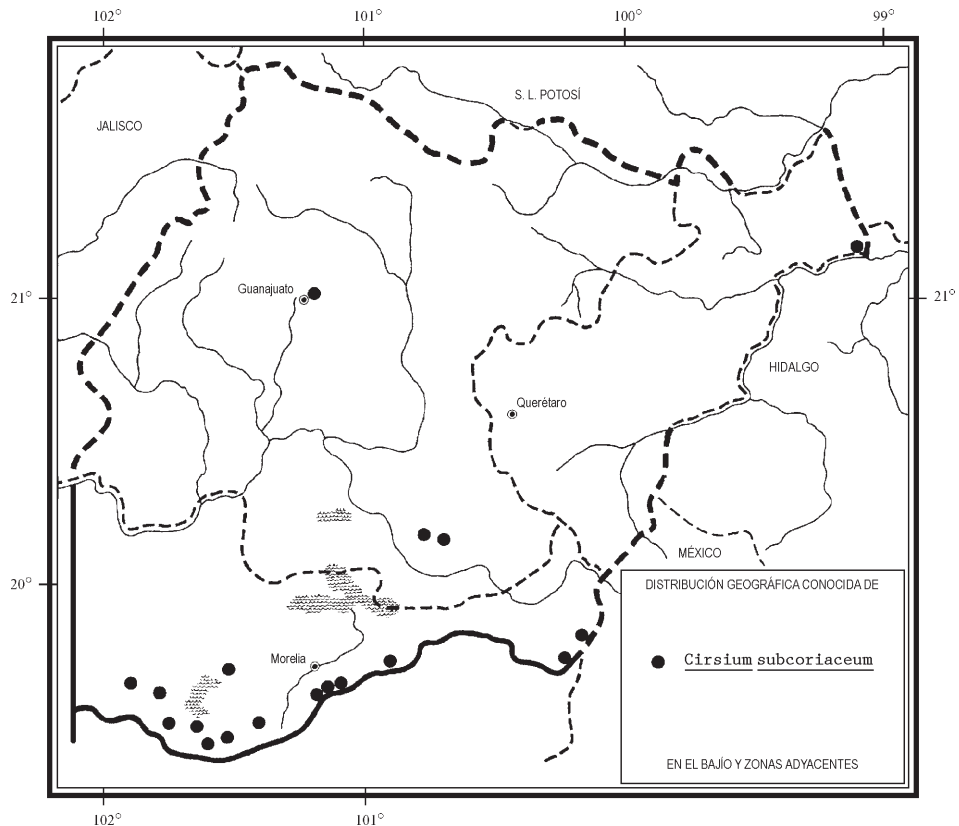 102° 101° 100° 99°
S. L. POTOSÍ
JALISCO
Guanajuato
21° 21°
HIDALGO
Querétaro
MÉXICO
20°
DISTRIBUCIÓN GEOGRÁFICA CONOCIDA DE
Morelia
Cirsium subcoriaceum
EN EL BAJÍO Y ZONAS ADYACENTES
102° 101°